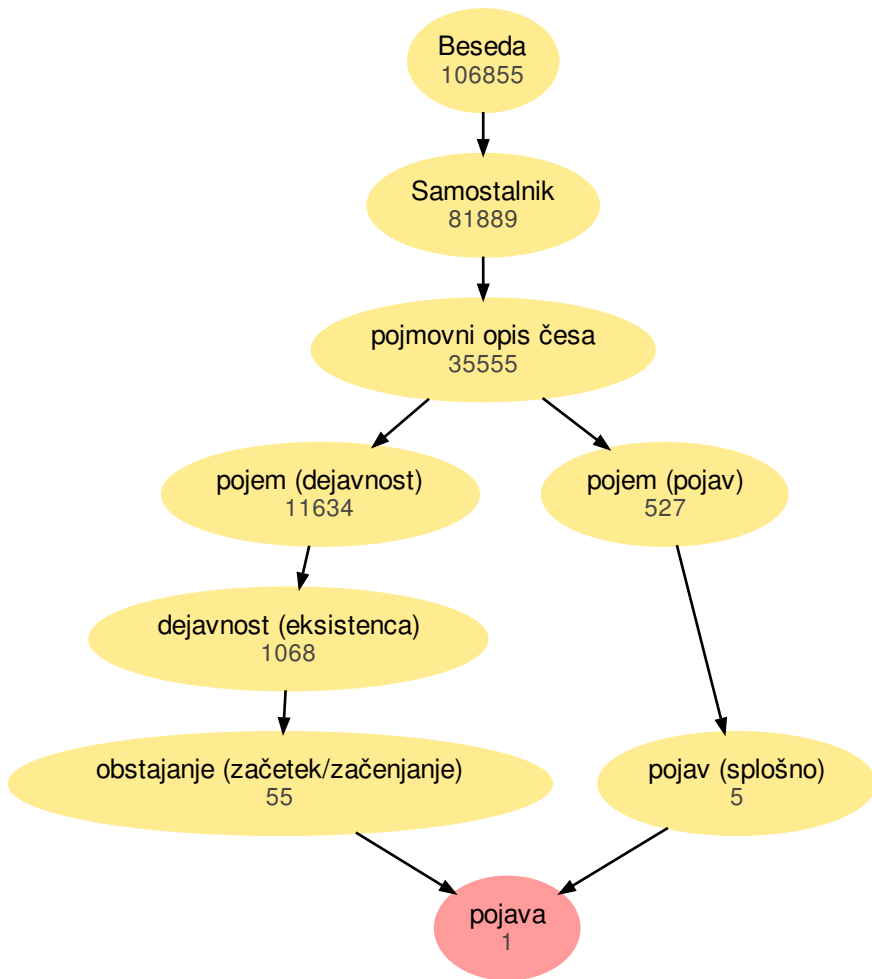 Beseda
106855
Samostalnik
81889
pojmovni opis česa
35555
pojem (dejavnost)
11634
pojem (pojav)
527
dejavnost (eksistenca)
1068
obstajanje (začetek/začenjanje)
55
pojav (splošno)
5
pojava
1